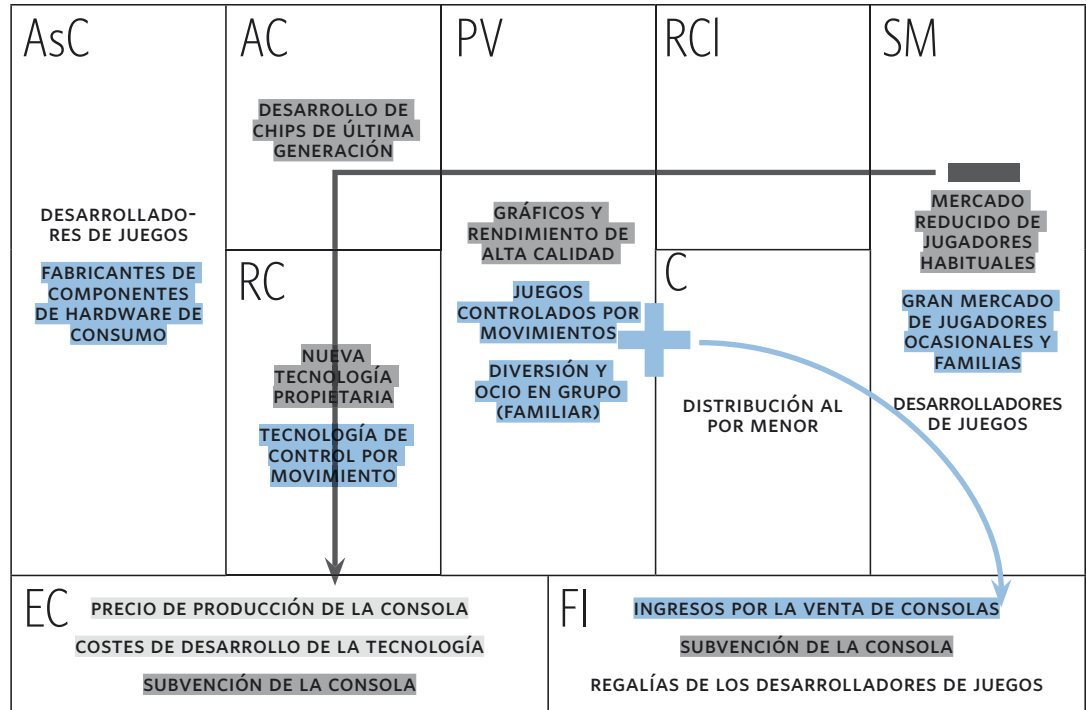 AsC
DESARROLLADO-
RES DE JUEGOS
FABRICANTES DE
COMPONENTES
DE HARDWARE DE
CONSUMO
AC
DESARROLLO DE
CHIPS DE ÚLTIMA
GENERACIÓN
RC
NUEVA
TECNOLOGÍA
PROPIETARIA
TECNOLOGÍA DE
CONTROL POR
MOVIMIENTO
PV
GRÁFICOS Y
RENDIMIENTO DE
ALTA CALIDAD
JUEGOS
CONTROLADOS POR
MOVIMIENTOS
DIVERSIÓN Y
OCIO EN GRUPO
(FAMILIAR)
RCl
C
DISTRIBUCIÓN AL
POR MENOR
SM
MERCADO
REDUCIDO DE
JUGADORES
HABITUALES
GRAN MERCADO
DE JUGADORES
OCASIONALES Y
FAMILIAS
DESARROLLADORES
DE JUEGOS
EC
PRECIO DE PRODUCCIÓN DE LA CONSOLA
COSTES DE DESARROLLO DE LA TECNOLOGÍA
SUBVENCIÓN DE LA CONSOLA
FI
INGRESOS POR LA VENTA DE CONSOLAS
SUBVENCIÓN DE LA CONSOLA
REGALÍAS DE LOS DESARROLLADORES DE JUEGOS